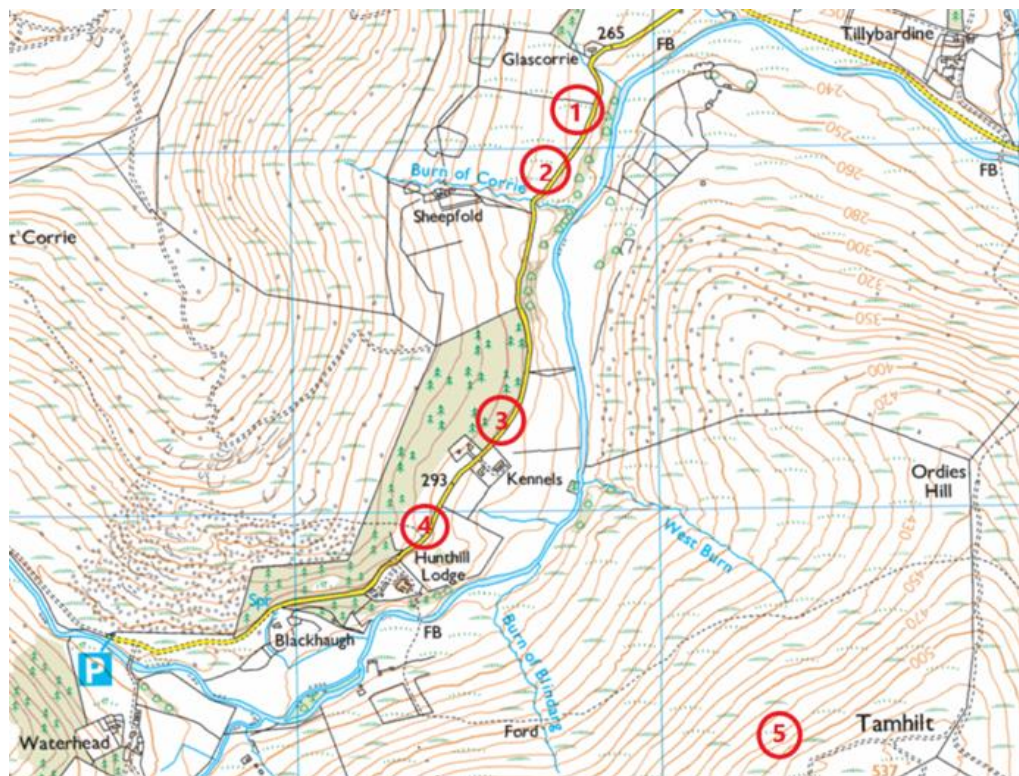 265
FB
Tillybardine
Glascorrie
240
1
250
FB
260
2
Burn of Corrie
280
Sheepfold
300
t'Corrie
320
350
400
420
3
Ordies
Hill
293
Kennels
4
430
West Burn
Hunthill
Lodge
450
Spr
470
Blackhaugh
FB
P
Burn of Blindarg
500
Waterhead
Ford
5
Tamhilt
537